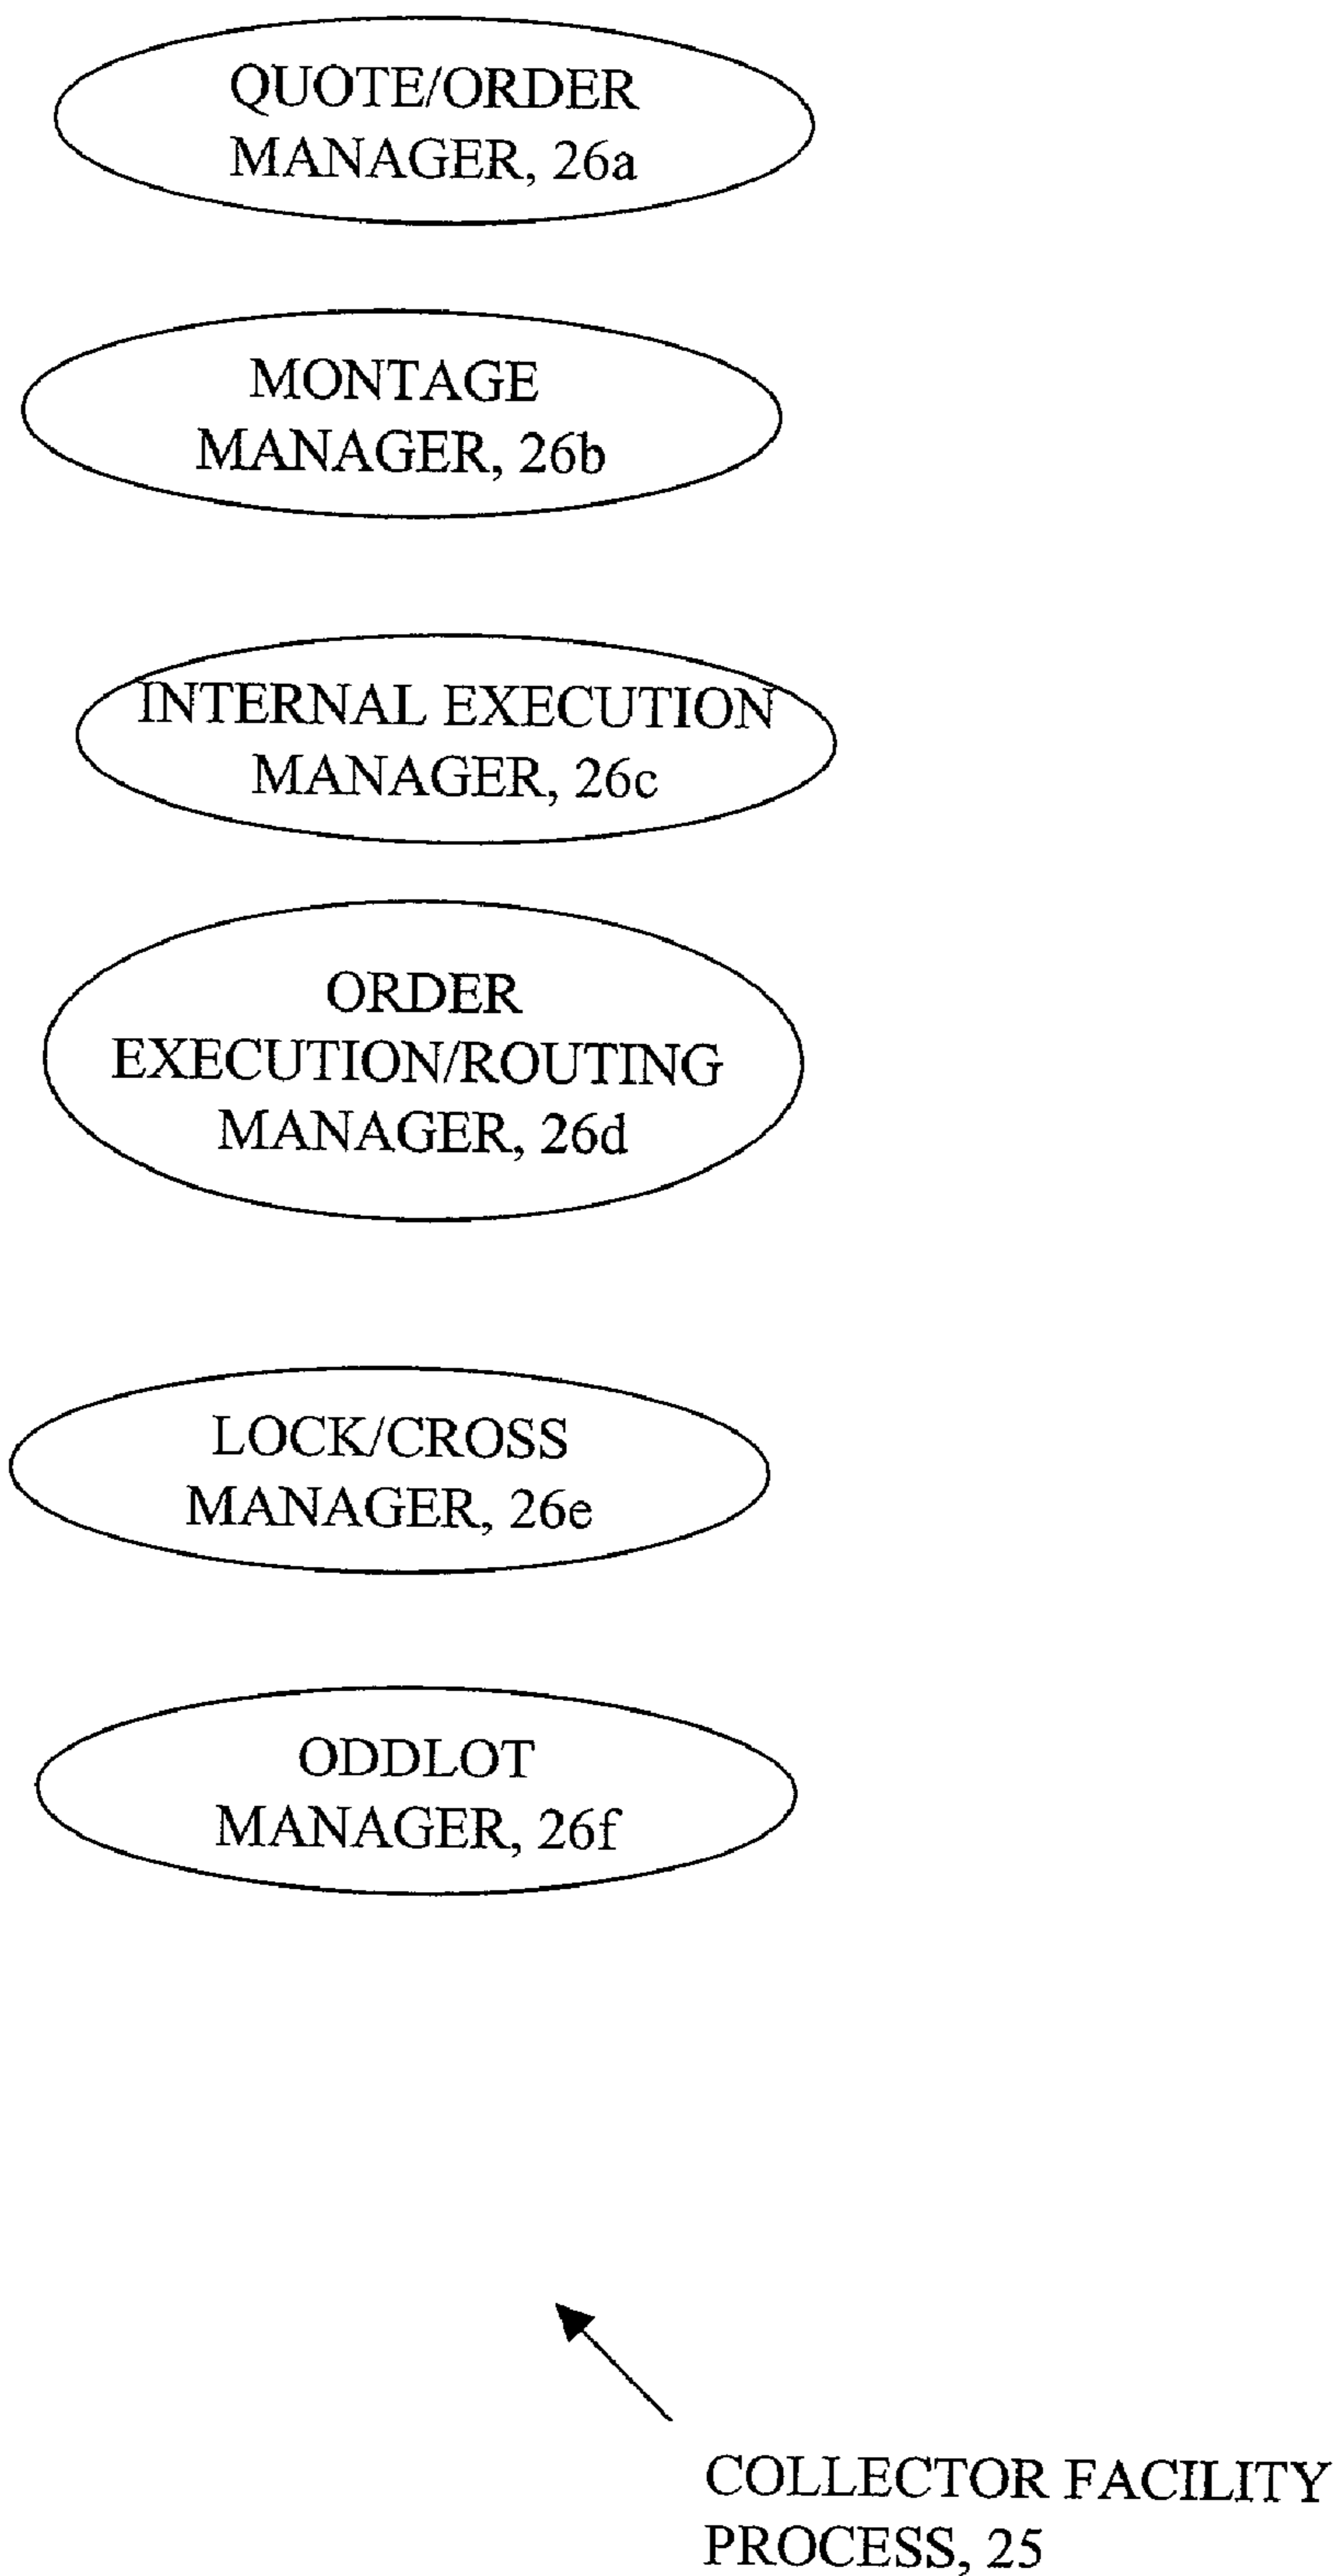 QUOTE/ORDER
MANAGER, 26a
MONTAGE
MANAGER, 26b
INTERNAL EXECUTION
MANAGER, 26c
ORDER
EXECUTION/ROUTING
MANAGER, 26d
LOCK/CROSS
MANAGER, 26e
ODDLOT
MANAGER, 26f
COLLECTOR FACILITY
PROCESS, 25